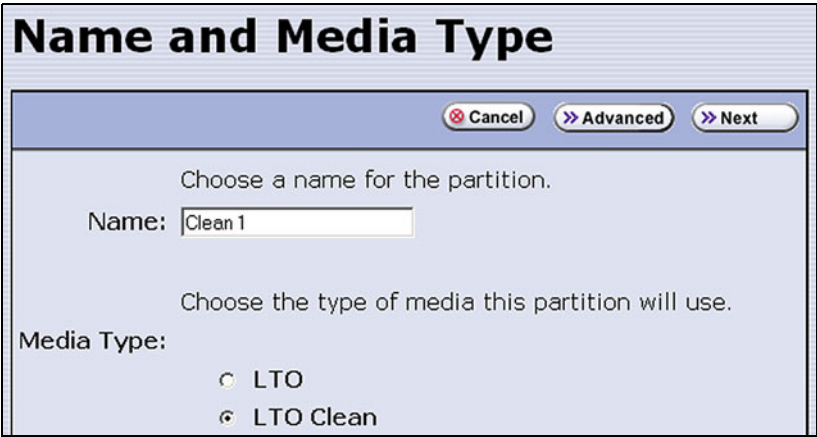 Name and Media Type
Cancel
Advanced
Next
Choose a name for the partition.
Name: Clean 1
Choose the type of media this partition will use.
Media Type:
LTO
LTO Clean